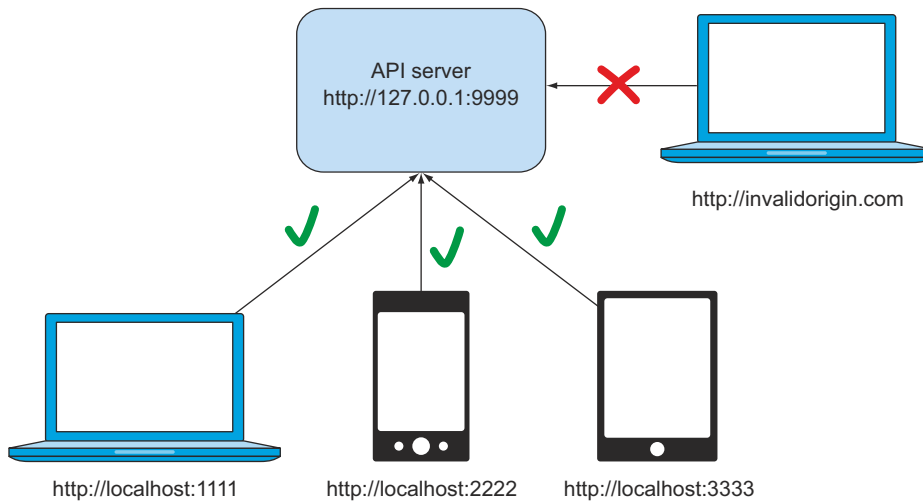 API server
http://127.0.0.1:9999
http://invalidorigin.com
http://localhost:1111
http://localhost:2222
http://localhost:3333